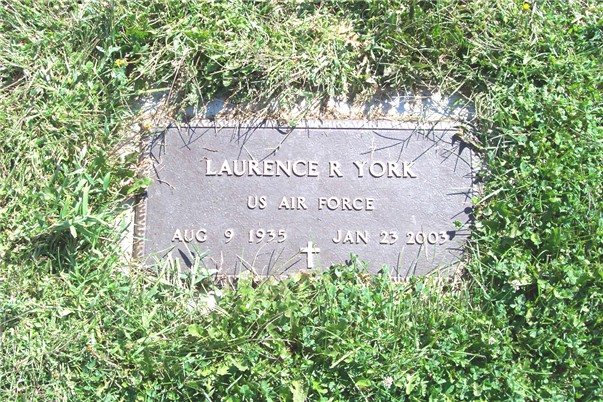 LAURENCE R YORK
US AIR FORCE
AUG 9 1935 JAN 23 2003